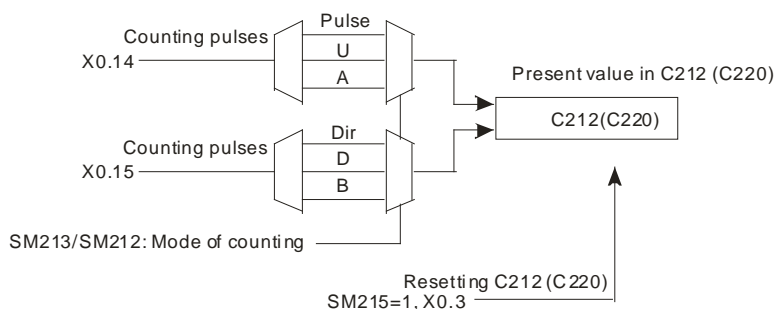 Pulse
Counting pulses
U
X0.14
A
Present value in C212 (C220)
C212(C220)
Dir
Counting pulses
D
X0.15
B
SM213/SM212: Mode of counting
Resetting C212 (C220)
SM215=1, X0.3